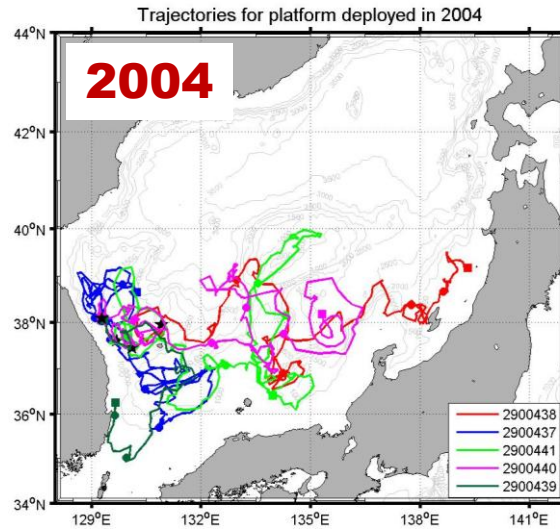 Trajectories for platform deployed in 2004
2004
44°N
42°N
40°N
38°N
36°N
34°N
129°E
132°E
135°E
138°E
141°E
2900438
2900437
2900441
2900440
2900439